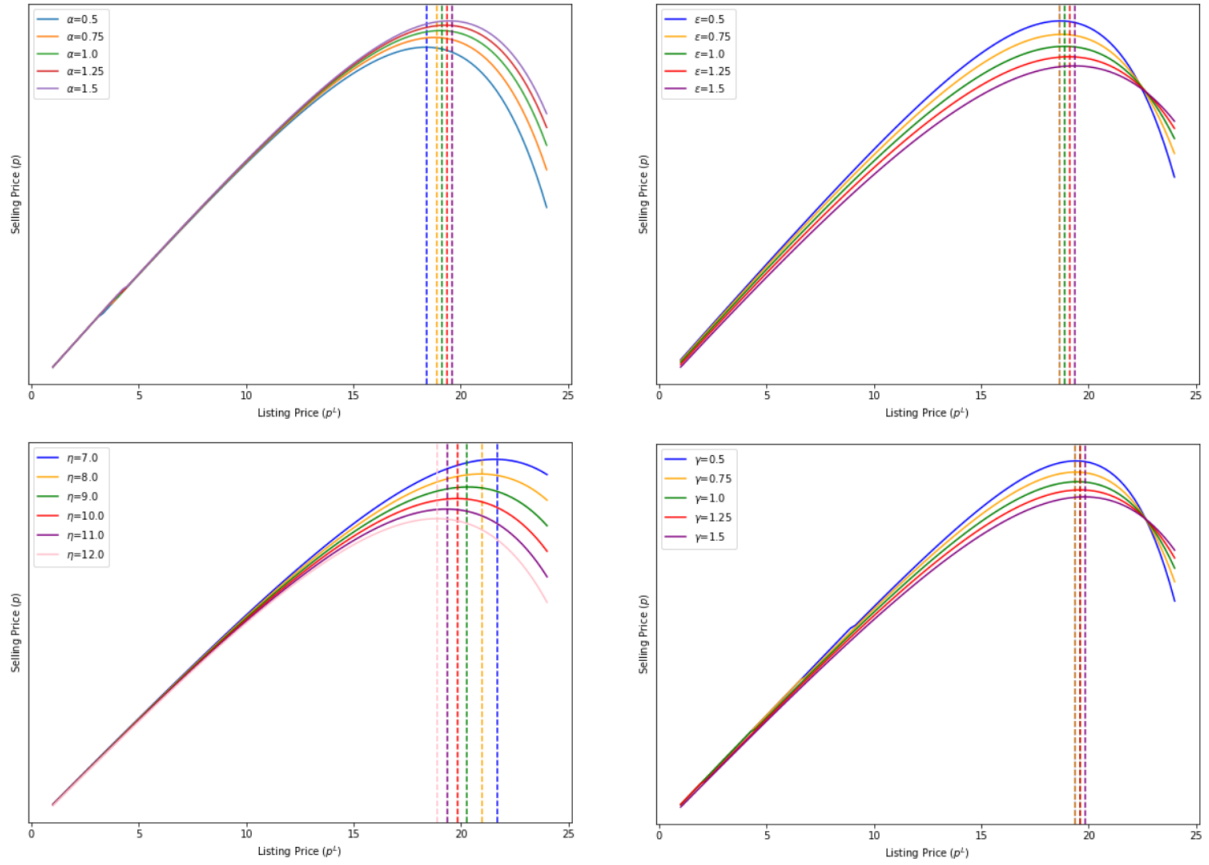 α=0.5
α=0.75
α=1.0
α=1.25
α=1.5
Selling Price (p)
0 5 10 15 20 25
Listing Price (p^L)
ε=0.5
ε=0.75
ε=1.0
ε=1.25
ε=1.5
Selling Price (p)
0 5 10 15 20 25
Listing Price (p^L)
η=7.0
η=8.0
η=9.0
η=10.0
η=11.0
η=12.0
Selling Price (p)
0 5 10 15 20 25
Listing Price (p^L)
γ=0.5
γ=0.75
γ=1.0
γ=1.25
γ=1.5
Selling Price (p)
0 5 10 15 20 25
Listing Price (p^L)